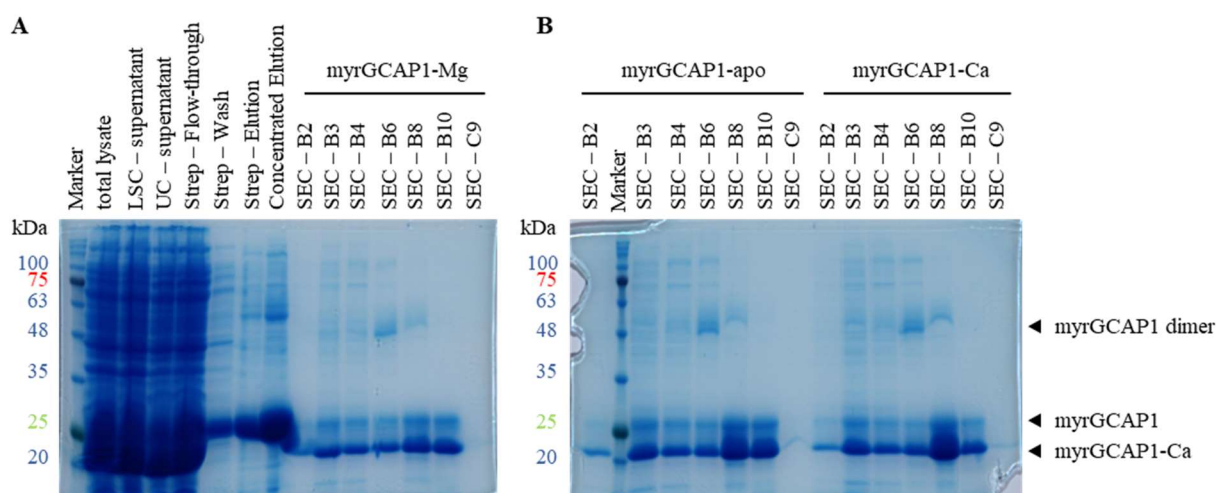 A
Marker
total lysate
LSC – supernatant
UC – supernatant
Strep – Flow-through
Strep – Wash
Strep – Elution
Concentrated Elution
myrGCAP1-Mg
SEC – B2
SEC – B3
SEC – B4
SEC – B6
SEC – B8
SEC – B10
SEC – C9
kDa
100
75
63
48
35
25
20
B
myrGCAP1-apo
myrGCAP1-Ca
SEC – B2
Marker
SEC – B3
SEC – B4
SEC – B6
SEC – B8
SEC – B10
SEC – C9
SEC – B2
SEC – B3
SEC – B4
SEC – B6
SEC – B8
SEC – B10
SEC – C9
kDa
100
75
63
48
35
25
20
myrGCAP1 dimer
myrGCAP1
myrGCAP1-Ca